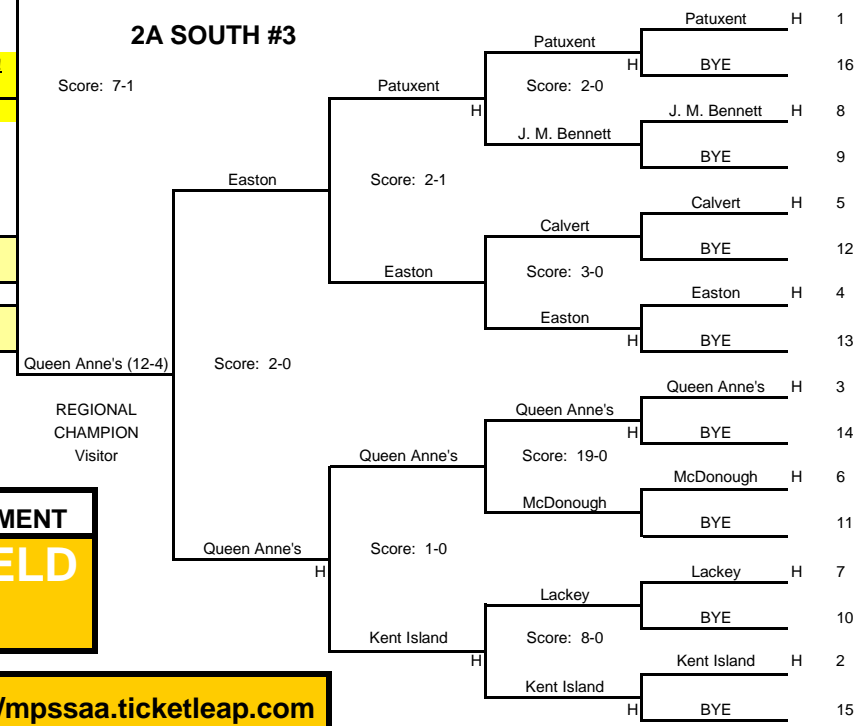 2A SOUTH #3
Patuxent H 1
Patuxent
H BYE 16
Score: 7-1 Patuxent Score: 2-0
H J. M. Bennett H 8
J. M. Bennett
BYE 9
Easton Score: 2-1
Calvert H 5
Calvert
BYE 12
Easton Score: 3-0
Easton H 4
Easton
H BYE 13
Queen Anne's (12-4) Score: 2-0
Queen Anne's H 3
REGIONAL
CHAMPION
Visitor
Queen Anne's
H BYE 14
Queen Anne's Score: 19-0
McDonough H 6
McDonough
BYE 11
MENT
ELD
Queen Anne's Score: 1-0
H
Lackey H 7
Lackey
BYE 10
Kent Island Score: 8-0
H
Kent Island H 2
Kent Island
H BYE 15
/mpssaa.ticketleap.com